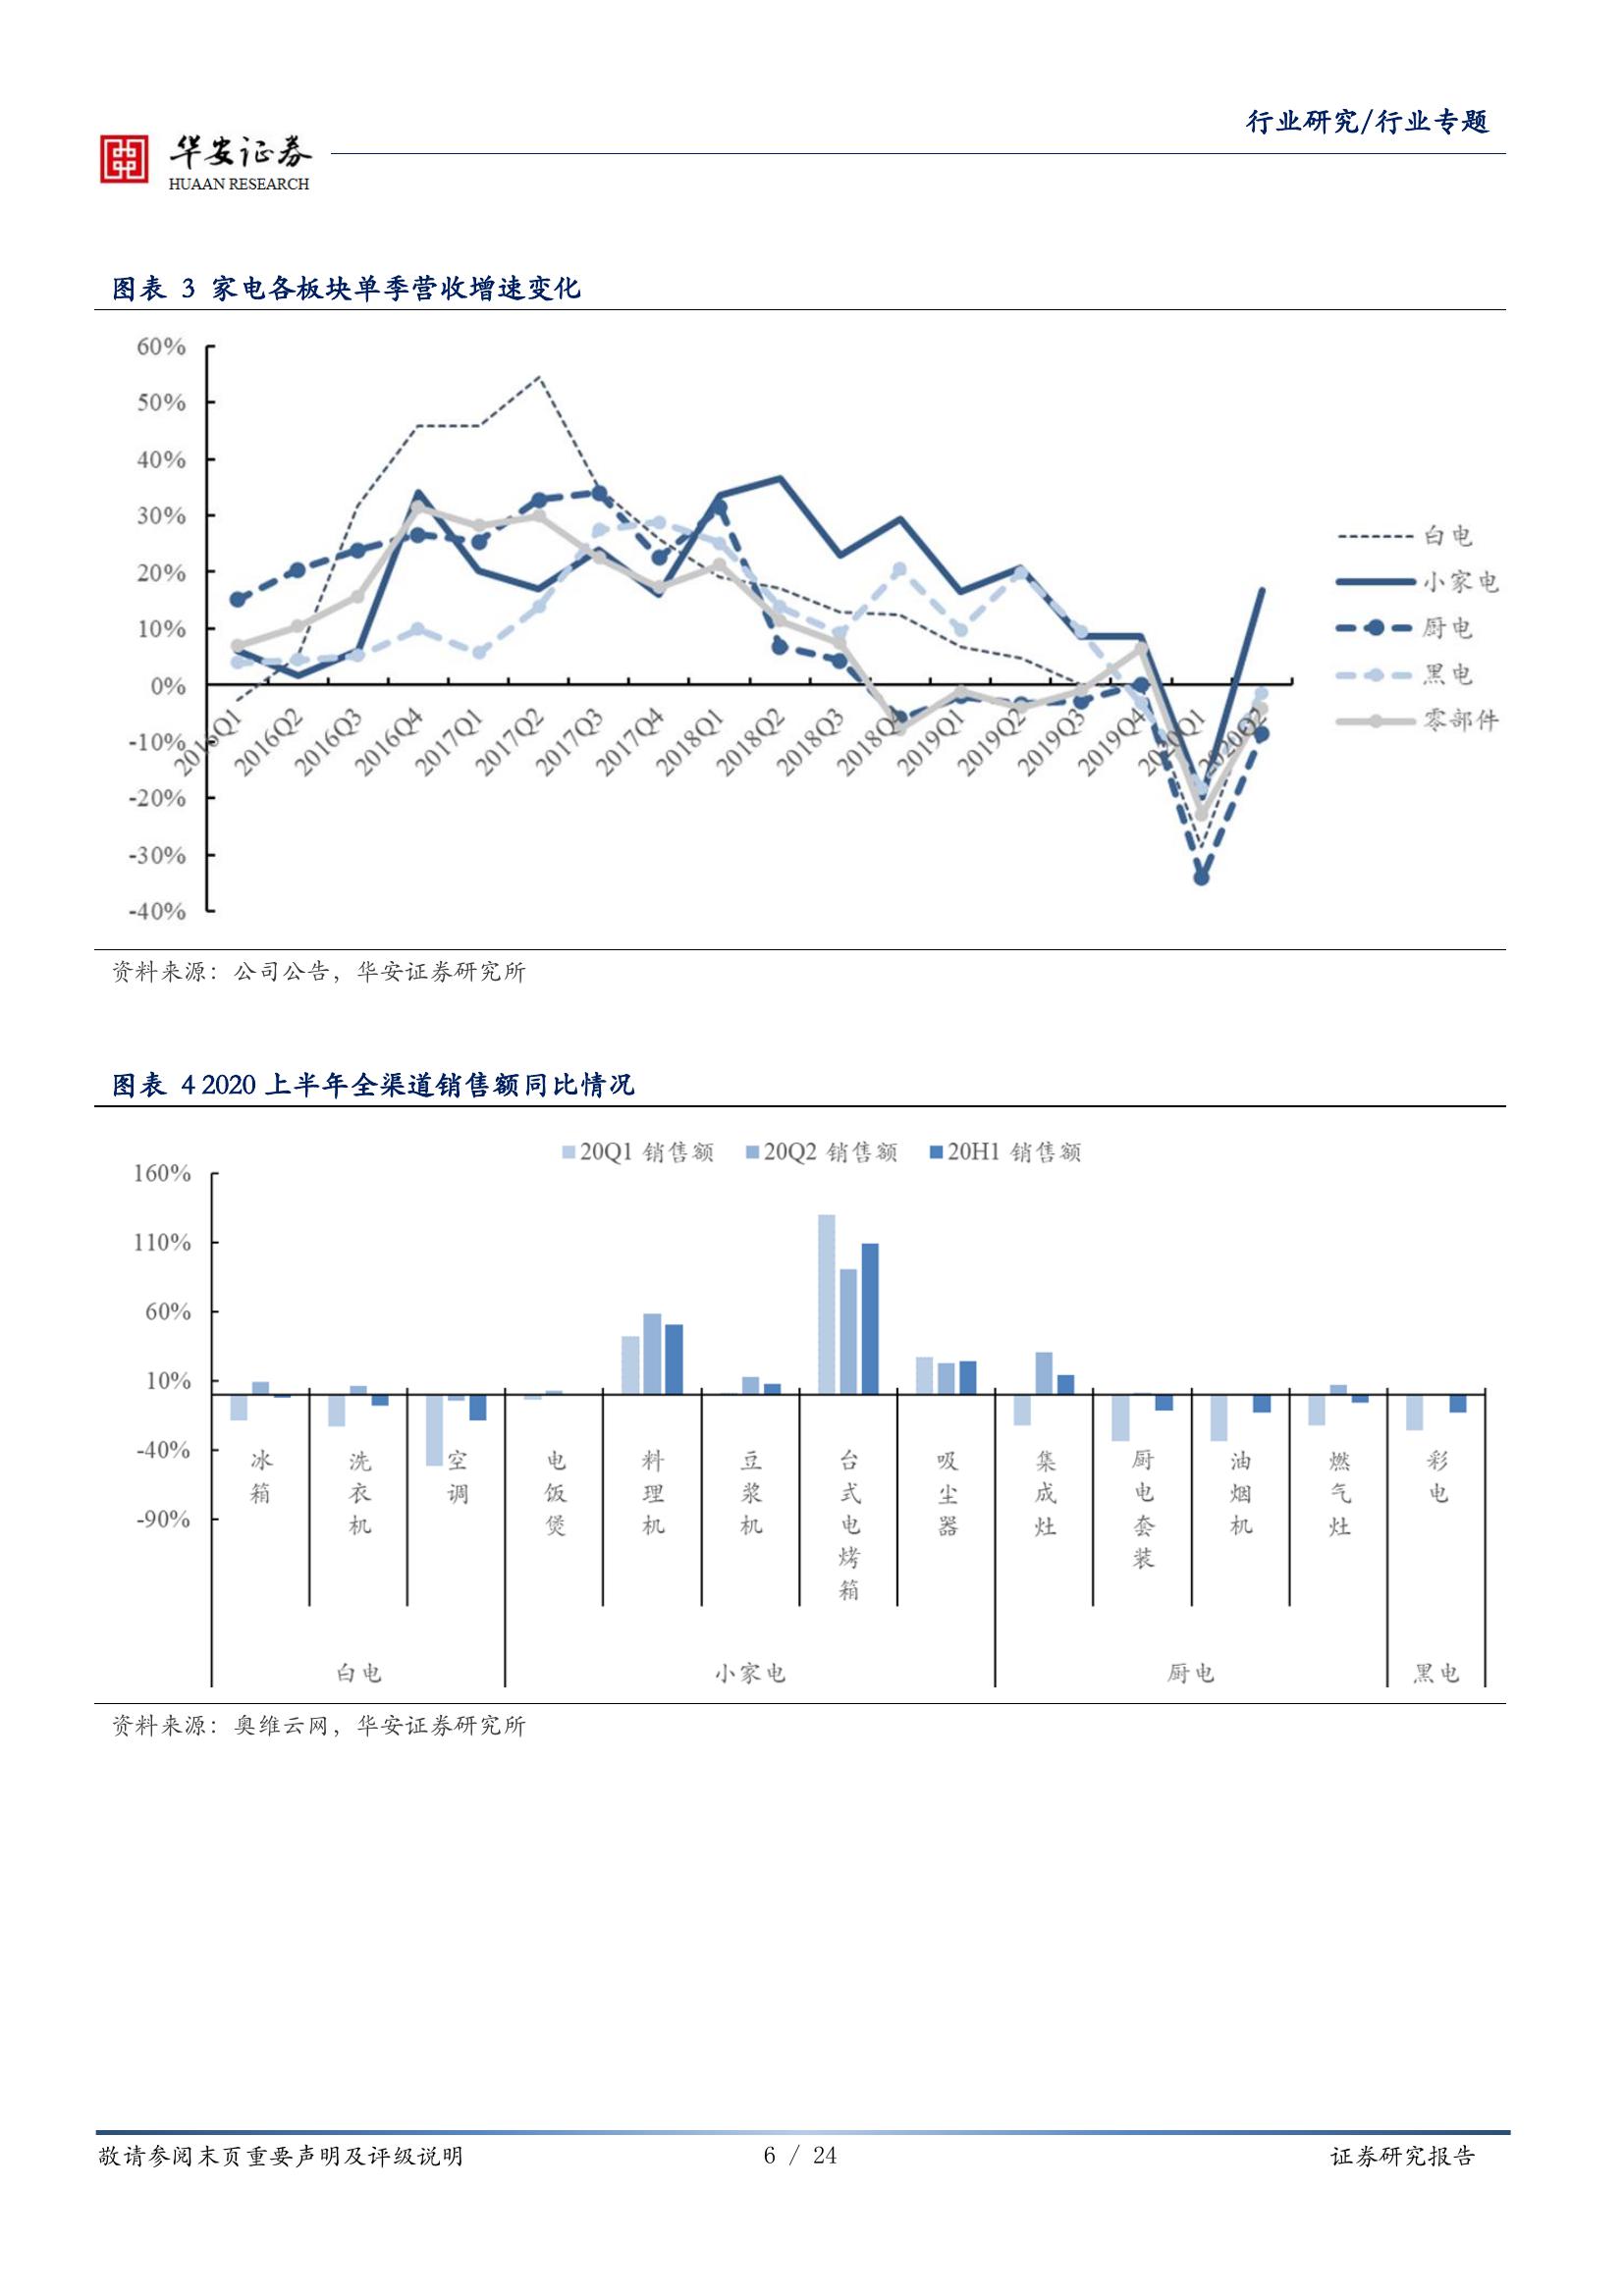 行业研究/行业专题
华安证券
HUAAN RESEARCH
图表 3 家电各板块单季营收增速变化
60%
50%
40%
30%
20%
10%
0%
-10%
-20%
-30%
-40%
2016Q1 2016Q2 2016Q3 2016Q4 2017Q1 2017Q2 2017Q3 2017Q4 2018Q1 2018Q2 2018Q3 2018Q4 2019Q1 2019Q2 2019Q3 2019Q4 2020Q1 2020Q2
白电
小家电
厨电
黑电
零部件
资料来源：公司公告，华安证券研究所
图表 4 2020 上半年全渠道销售额同比情况
20Q1 销售额 20Q2 销售额 20H1 销售额
160%
110%
60%
10%
-40%
-90%
冰箱
洗衣机
空调
电饭煲
料理机
豆浆机
台式电烤箱
吸尘器
集成灶
厨电套装
油烟机
燃气灶
彩电
白电 小家电 厨电 黑电
资料来源：奥维云网，华安证券研究所
敬请参阅末页重要声明及评级说明 6 / 24 证券研究报告